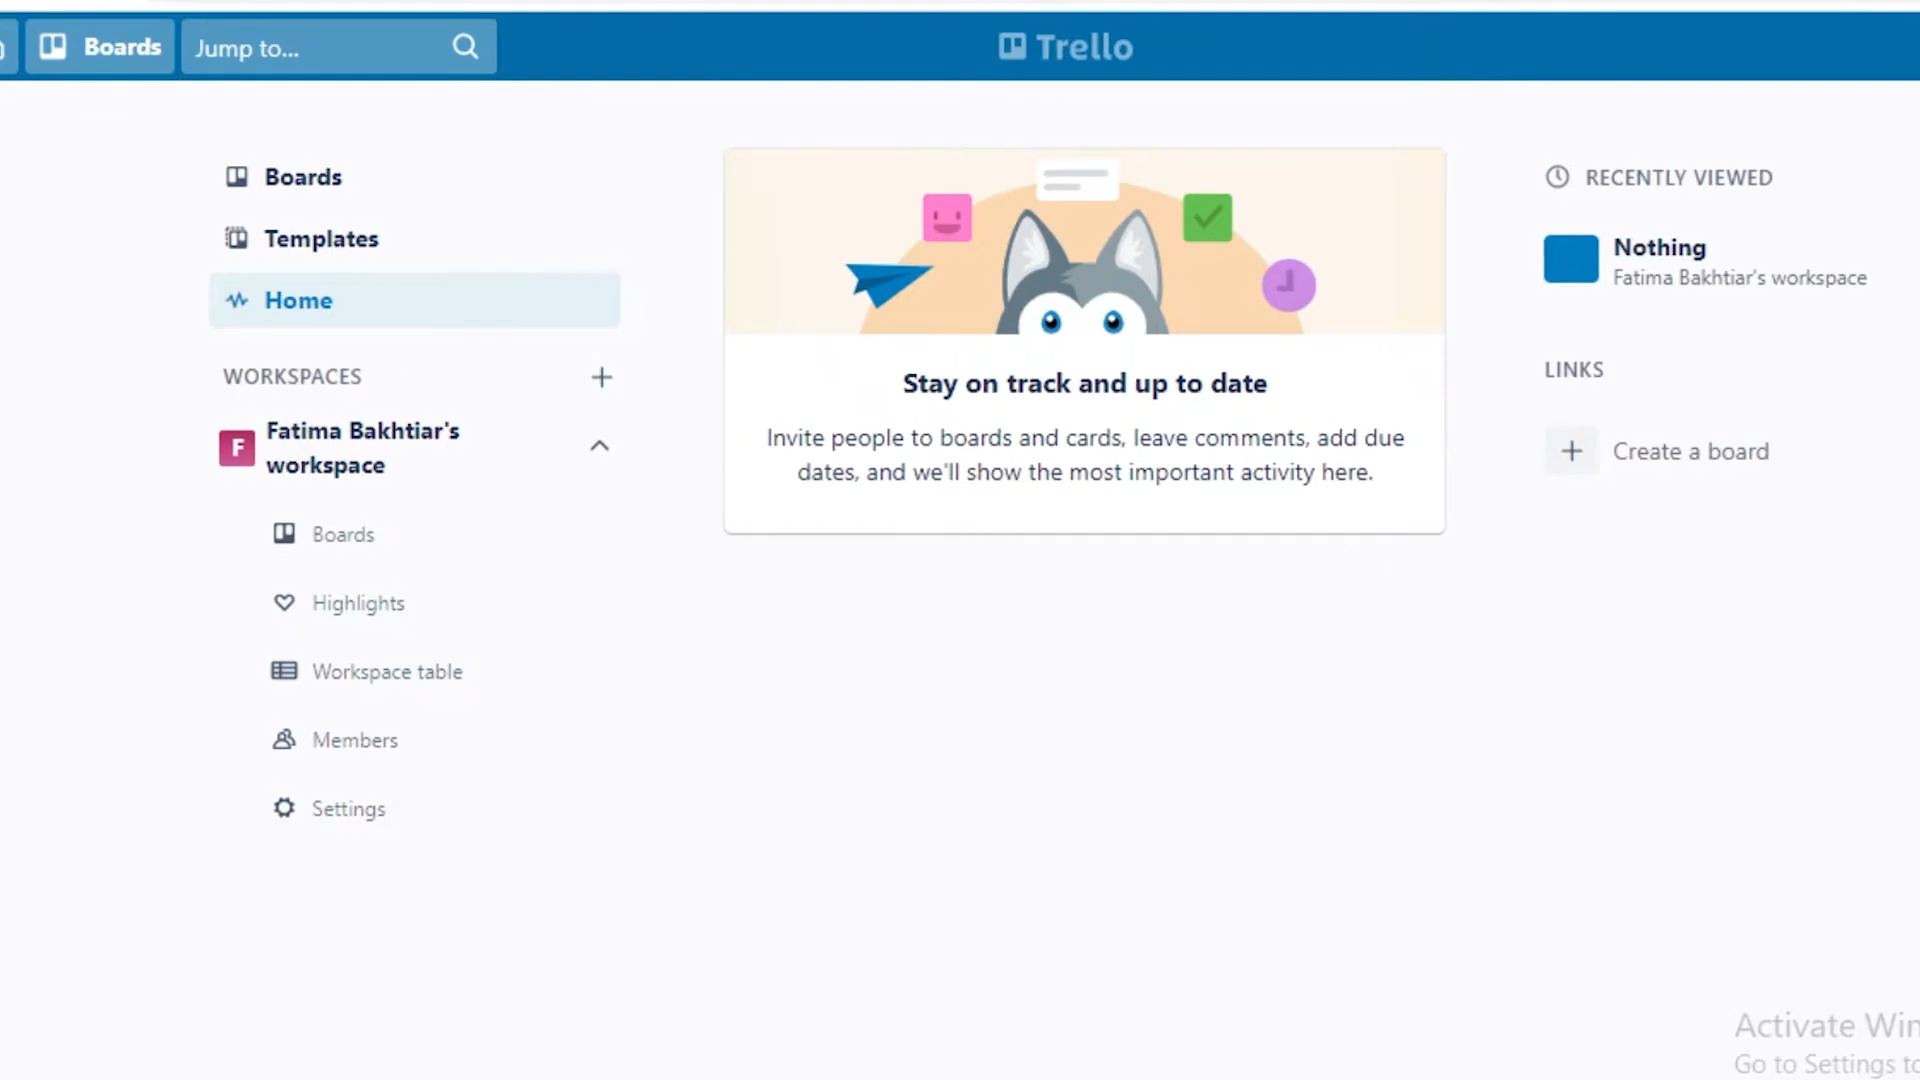 Boards
Jump to...
Trello
Boards
Templates
Home
WORKSPACES
F
Fatima Bakhtiar's
workspace
Boards
Highlights
Workspace table
Members
Settings
Stay on track and up to date
Invite people to boards and cards, leave comments, add due
dates, and we'll show the most important activity here.
RECENTLY VIEWED
Nothing
Fatima Bakhtiar's workspace
LINKS
Create a board
Activate Win
Go to Settings to